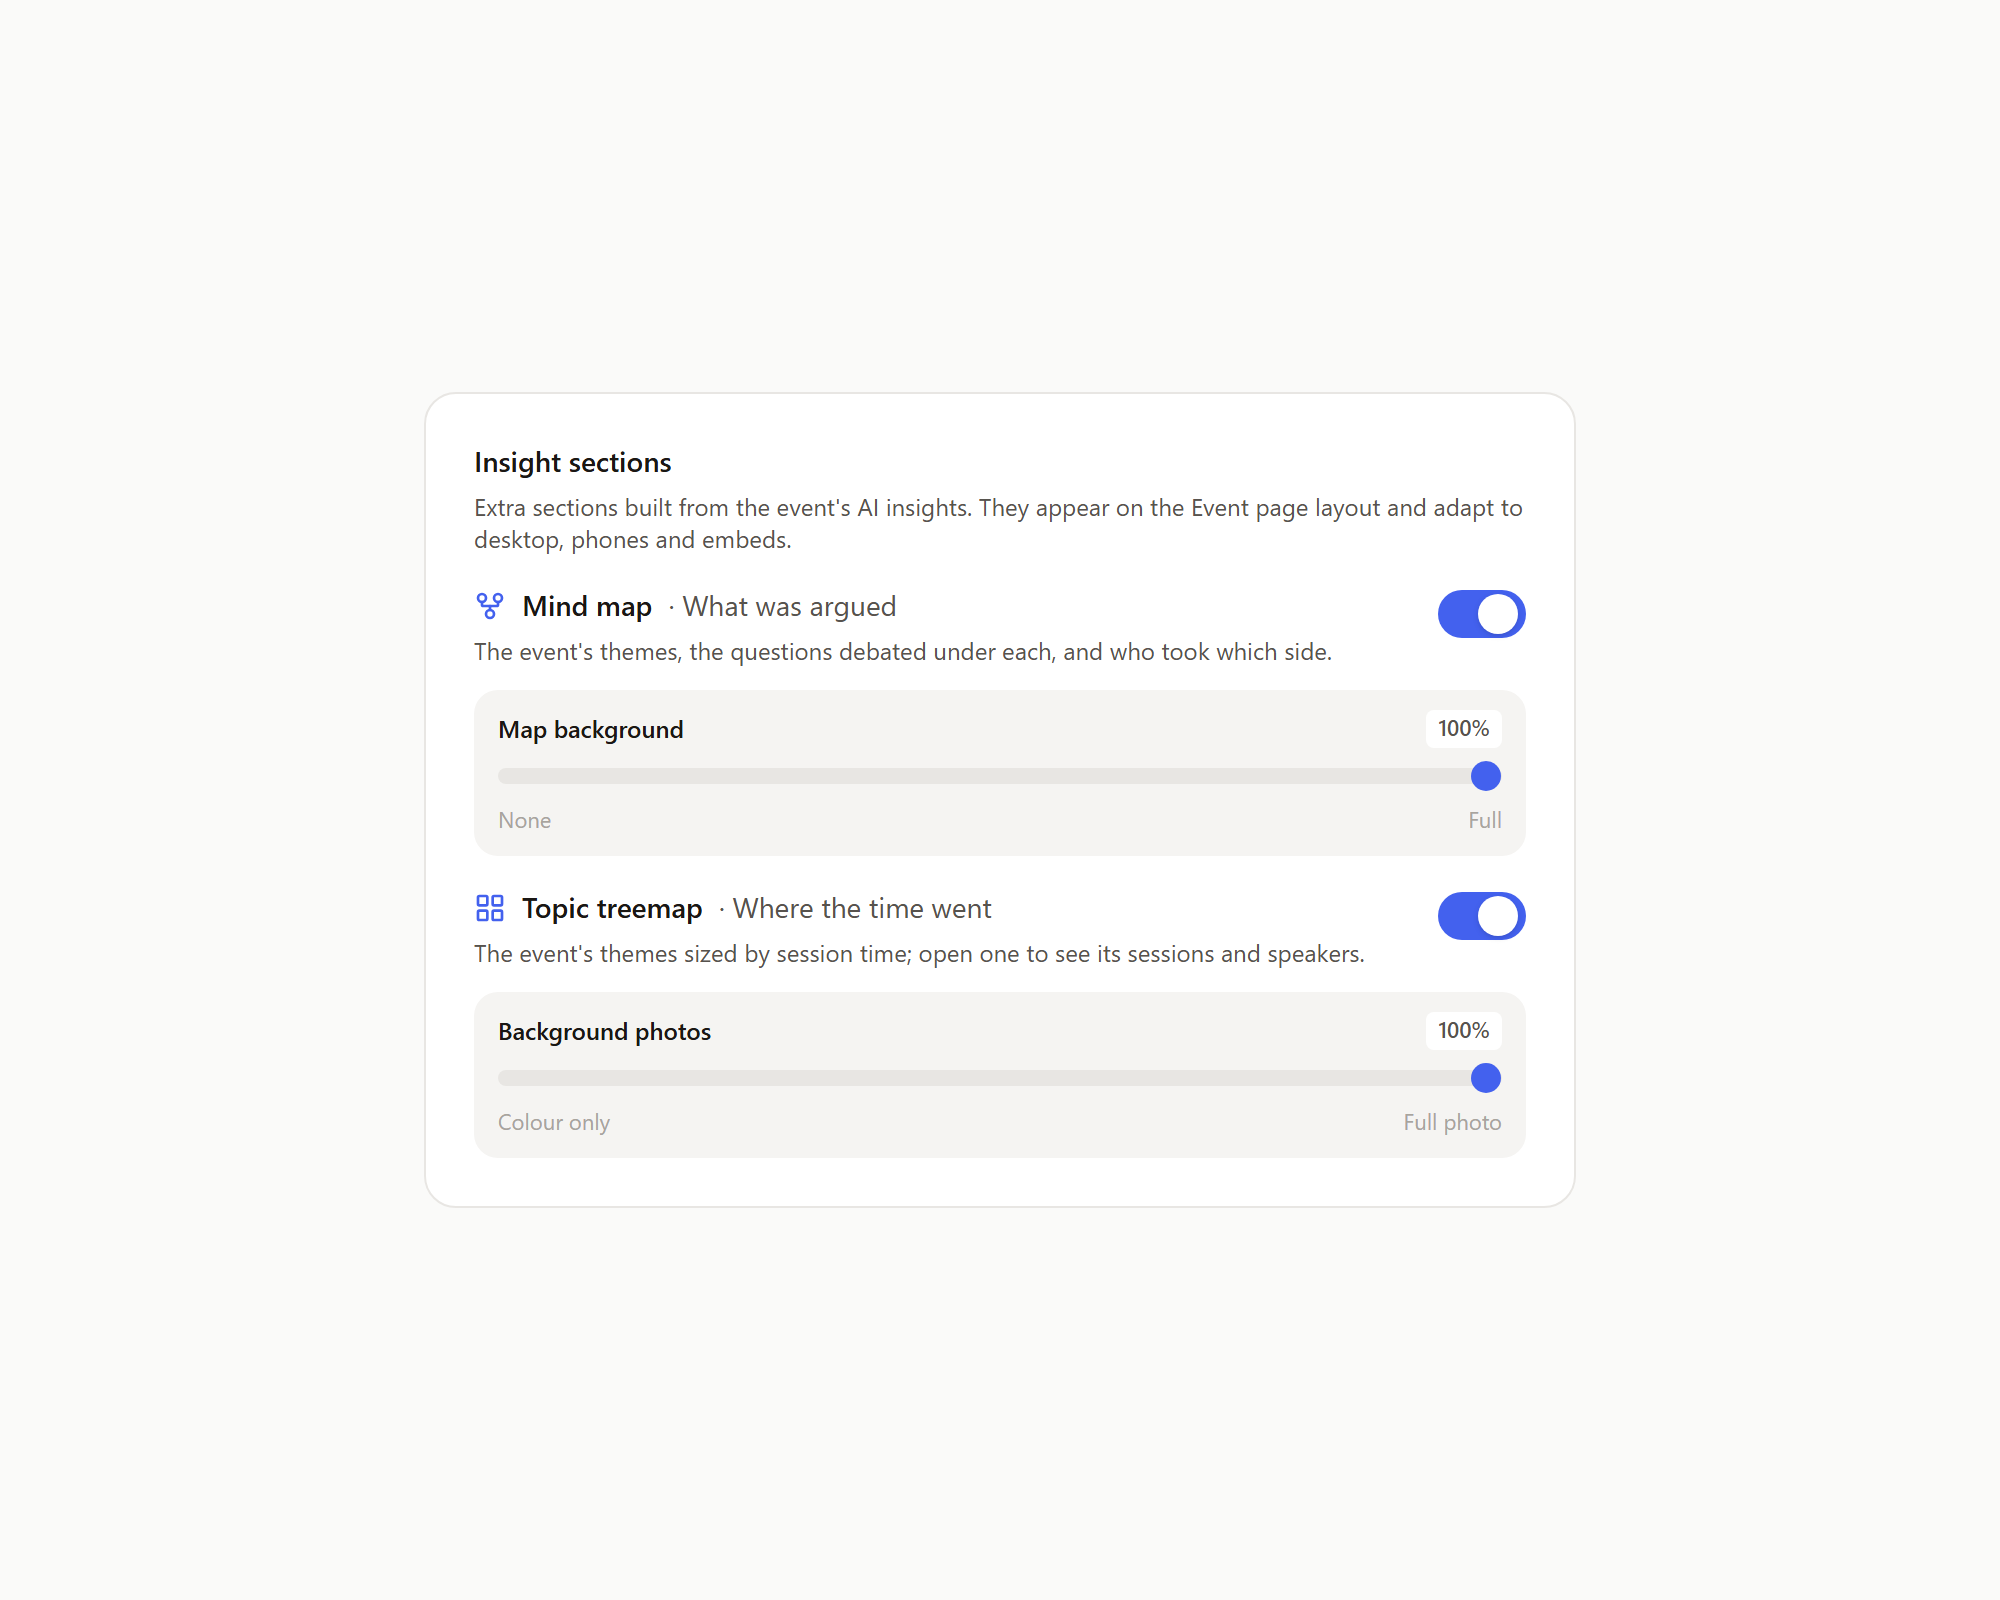 Insight sections
Extra sections built from the event's AI insights. They appear on the Event page layout and adapt to
desktop, phones and embeds.
Mind map · What was argued
The event's themes, the questions debated under each, and who took which side.
Map background 100%
None Full
Topic treemap · Where the time went
The event's themes sized by session time; open one to see its sessions and speakers.
Background photos 100%
Colour only Full photo